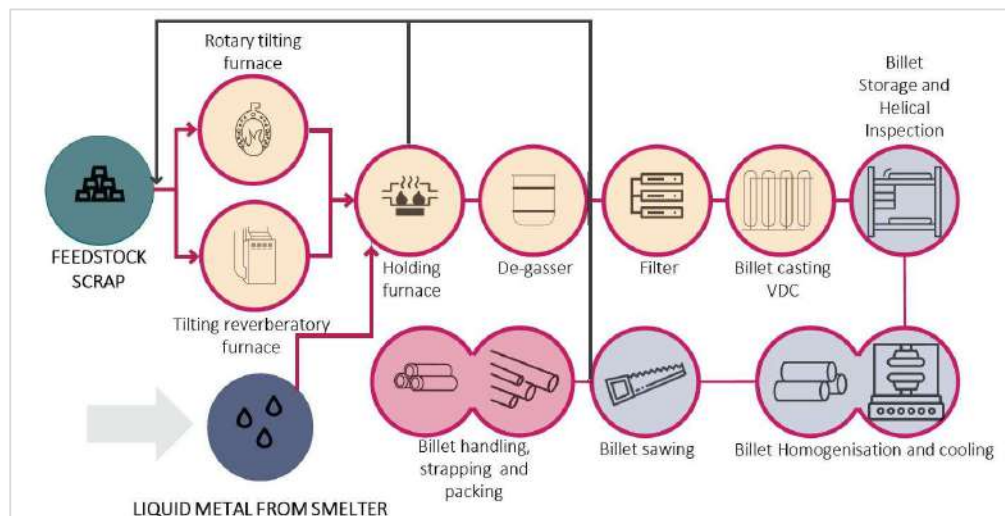 Rotary tilting
furnace
Billet
Storage and
Helical
Inspection
FEEDSTOCK
SCRAP
Holding
furnace
De-gasser
Filter
Billet casting
VDC
Tilting reverberatory
furnace
Billet handling,
strapping and
packing
Billet sawing
Billet Homogenisation and cooling
LIQUID METAL FROM SMELTER